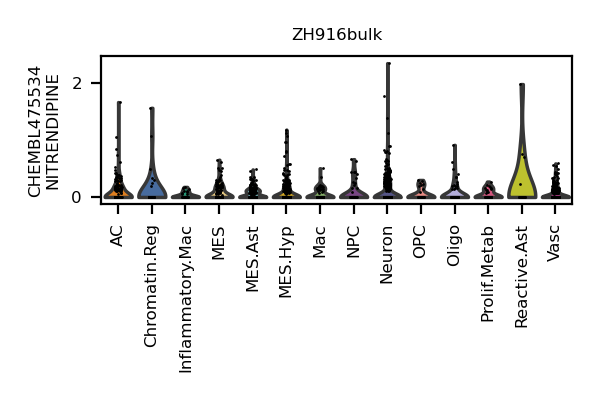 ZH916bulk
CHEMBL475534
NITRENDIPINE
2
0
AC
Chromatin.Reg
Inflammatory.Mac
MES
MES.Ast
MES.Hyp
Mac
NPC
Neuron
OPC
Oligo
Prolif.Metab
Reactive.Ast
Vasc